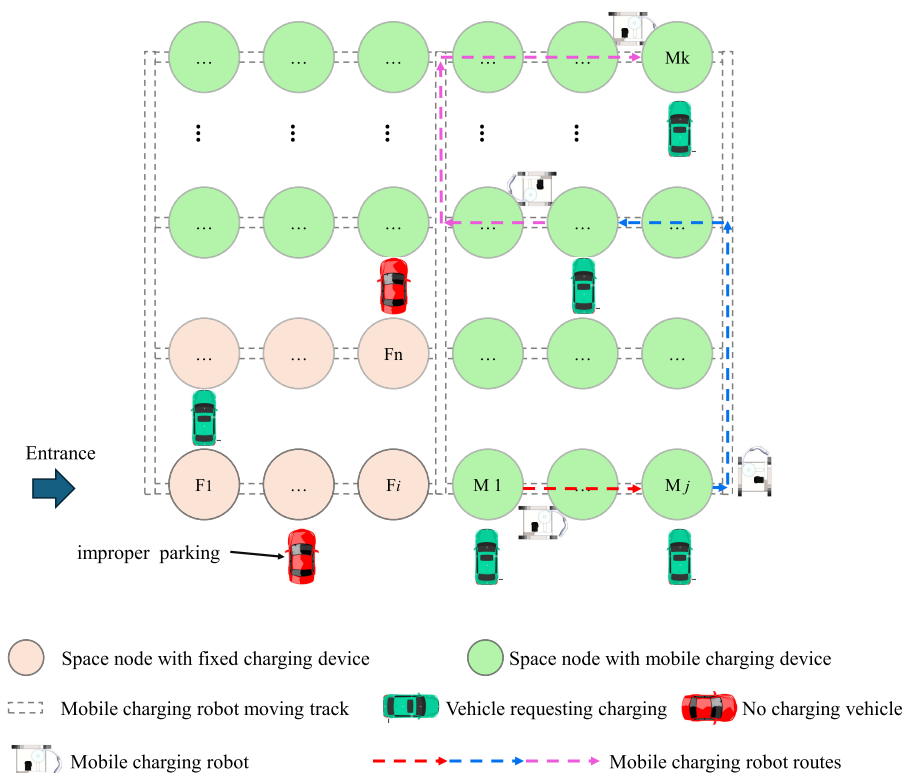 ... ... ... ... ... Mk
... ... ... ... ... ...
... ... Fn ... ... ...
Entrance
F1 ... Fi M 1 ... M j
improper parking
Space node with fixed charging device
Space node with mobile charging device
Mobile charging robot moving track
Vehicle requesting charging
No charging vehicle
Mobile charging robot
Mobile charging robot routes